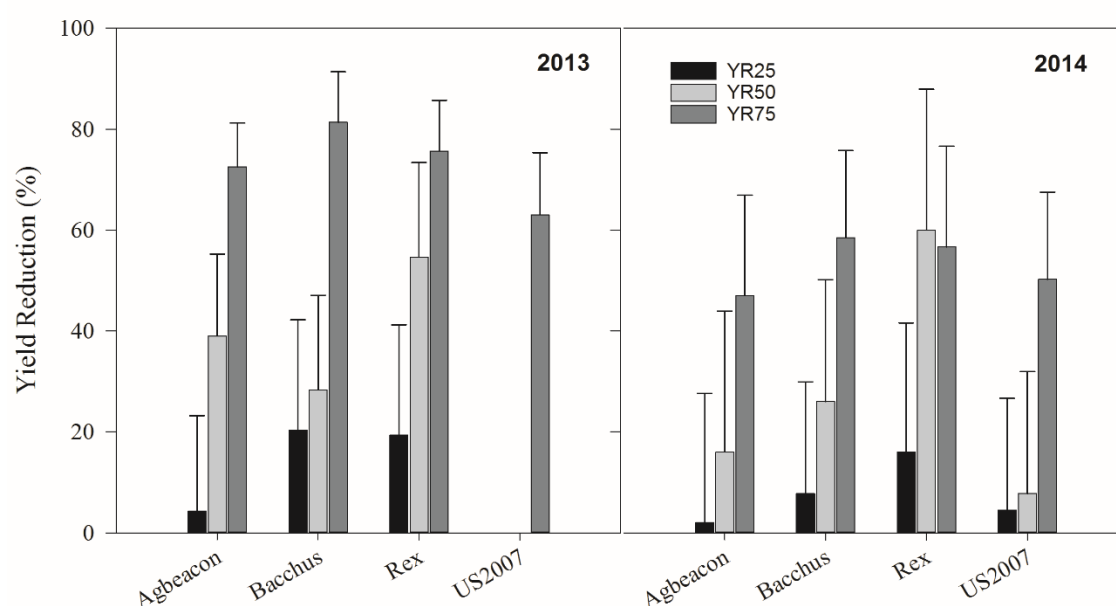 100
80
60
40
20
0
Yield Reduction (%)
2013
2014
YR25
YR50
YR75
Agbeacon
Bacchus
Rex
US2007
Agbeacon
Bacchus
Rex
US2007